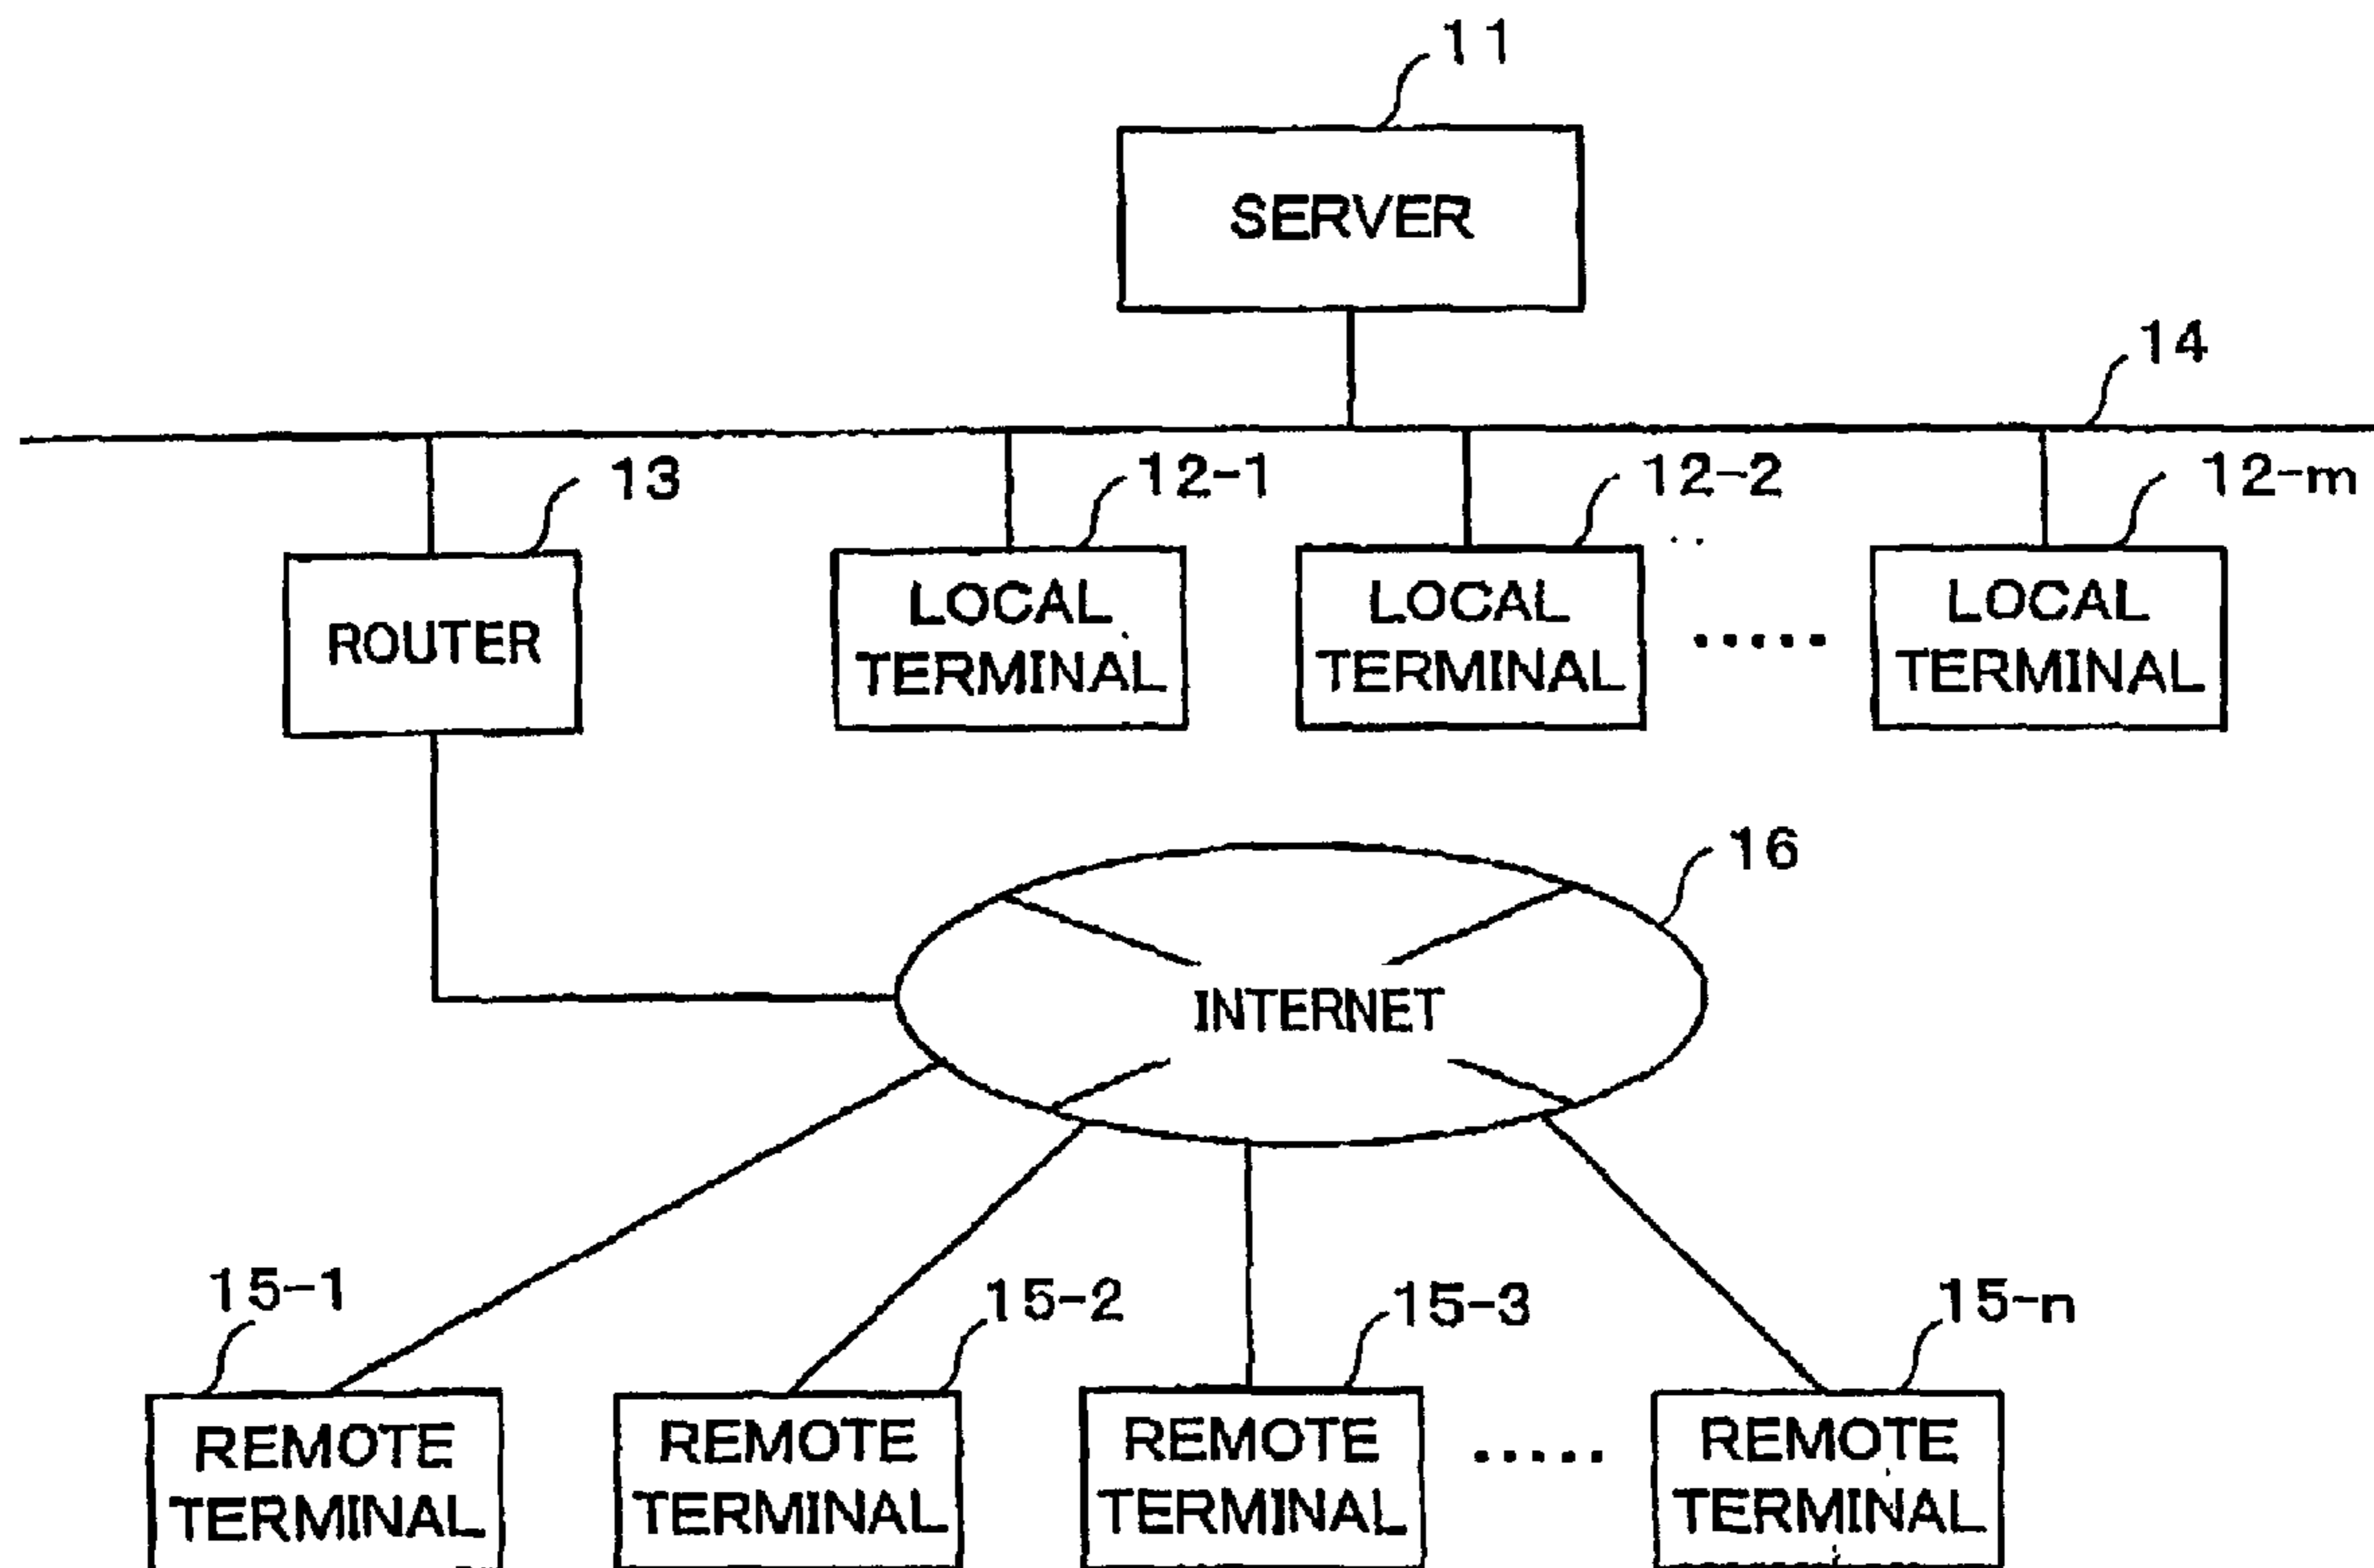 11
SERVER
14
13
12-1
12-2
12-m
ROUTER
LOCAL
TERMINAL
LOCAL
TERMINAL
.....
LOCAL
TERMINAL
16
INTERNET
15-1
15-2
15-3
15-n
REMOTE
TERMINAL
REMOTE
TERMINAL
REMOTE
TERMINAL
.....
REMOTE
TERMINAL